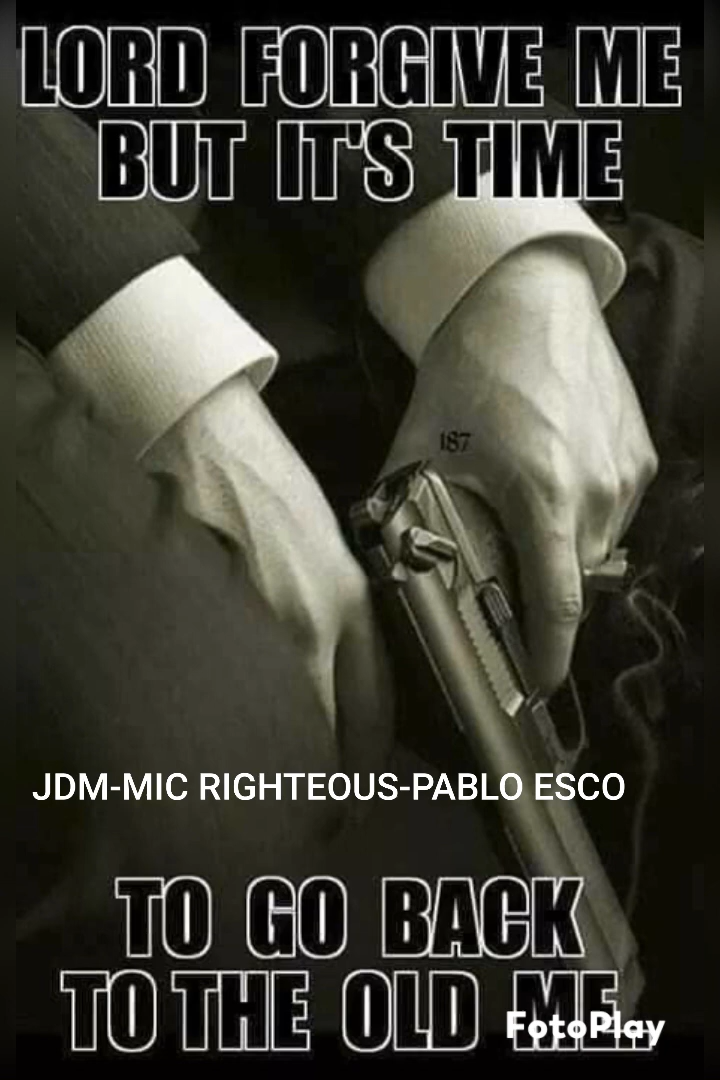 LORD FORGIVE ME
BUT IT'S TIME
187
JDM-MIC RIGHTEOUS-PABLO ESCO
TO GO BACK
TO THE OLD ME..
FotoPlay